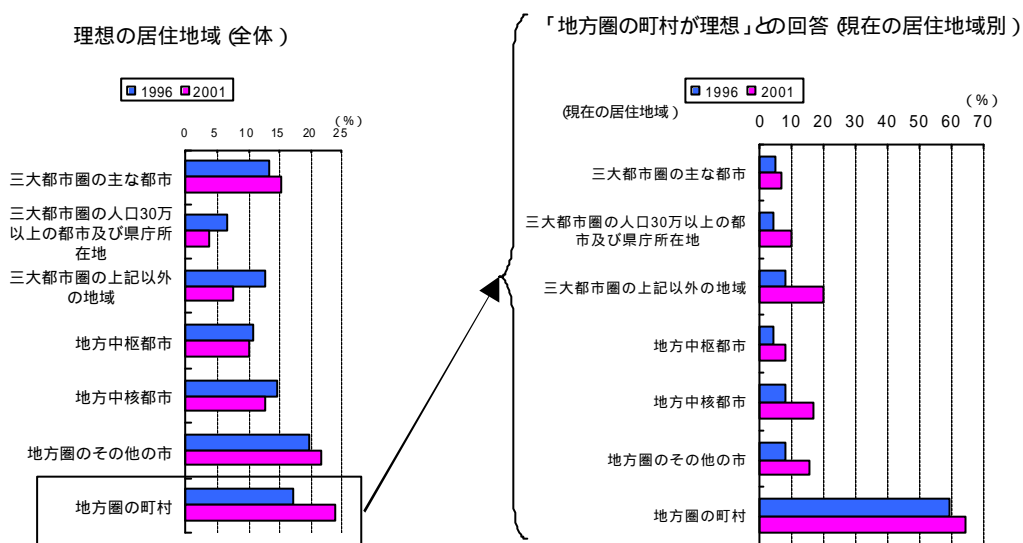 理想の居住地域(全体)
1996 2001
(%)
0 5 10 15 20 25
三大都市圏の主な都市
三大都市圏の人口30万
以上の都市及び県庁所
在地
三大都市圏の上記以外
の地域
地方中枢都市
地方中核都市
地方圏のその他の市
地方圏の町村
「地方圏の町村が理想」との回答(現在の居住地域別)
1996 2001
(現在の居住地域)
(%)
0 10 20 30 40 50 60 70
三大都市圏の主な都市
三大都市圏の人口30万以上の都
市及び県庁所在地
三大都市圏の上記以外の地域
地方中枢都市
地方中核都市
地方圏のその他の市
地方圏の町村